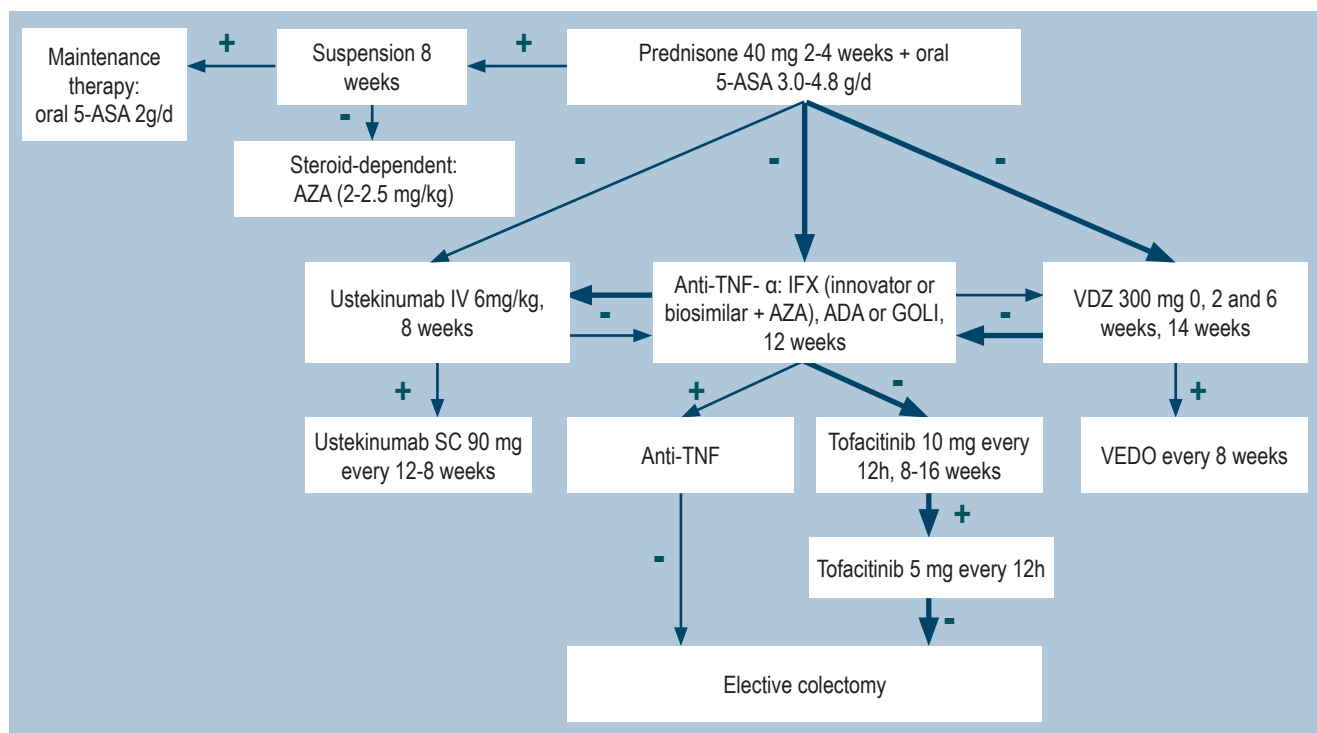 Maintenance
therapy:
oral 5-ASA 2g/d
+
Suspension 8
weeks
+
Prednisone 40 mg 2-4 weeks + oral
5-ASA 3.0-4.8 g/d
-
Steroid-dependent:
AZA (2-2.5 mg/kg)
-
-
-
Ustekinumab IV 6mg/kg,
8 weeks
-
Anti-TNF- α: IFX (innovator or
biosimilar + AZA), ADA or GOLI,
12 weeks
-
VDZ 300 mg 0, 2 and 6
weeks, 14 weeks
+
+
-
+
Ustekinumab SC 90 mg
every 12-8 weeks
Anti-TNF
Tofacitinib 10 mg every
12h, 8-16 weeks
VEDO every 8 weeks
+
-
Tofacitinib 5 mg every 12h
-
Elective colectomy